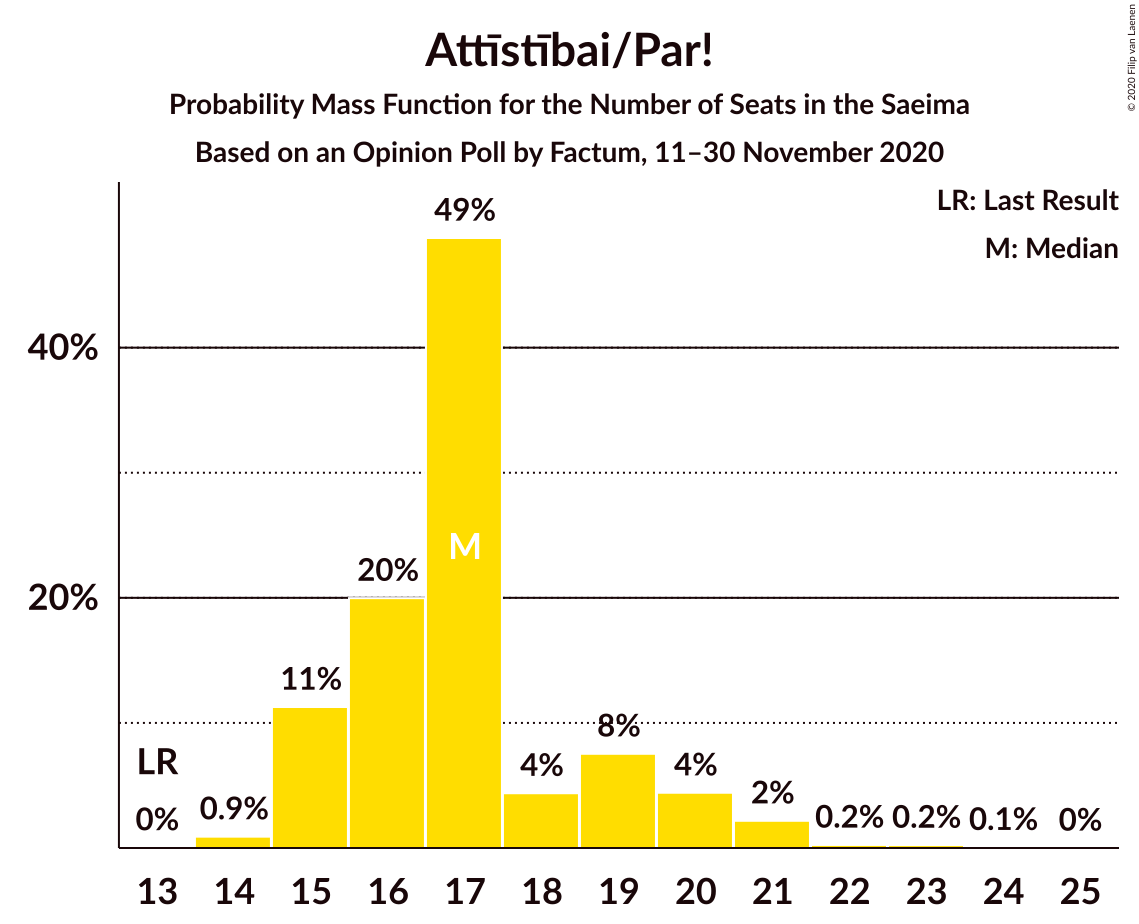 Attīstībai/Par!
Probability Mass Function for the Number of Seats in the Saeima
Based on an Opinion Poll by Factum, 11–30 November 2020
© 2020 Filip van Laenen
LR: Last Result
M: Median
49%
40%
M
20%
20%
11%
8%
LR
4%
4%
2%
0%
0.9%
0.2%
0.2%
0.1%
0%
13 14 15 16 17 18 19 20 21 22 23 24 25